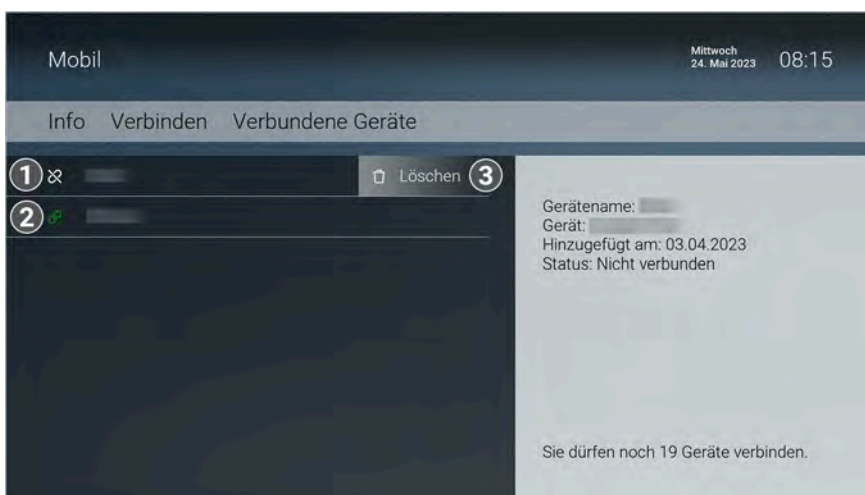 Mobil
Mittwoch
24. Mai 2023
08:15
Info Verbinden Verbundene Geräte
1
Löschen 3
2
Gerätename:
Gerät:
Hinzugefügt am: 03.04.2023
Status: Nicht verbunden
Sie dürfen noch 19 Geräte verbinden.